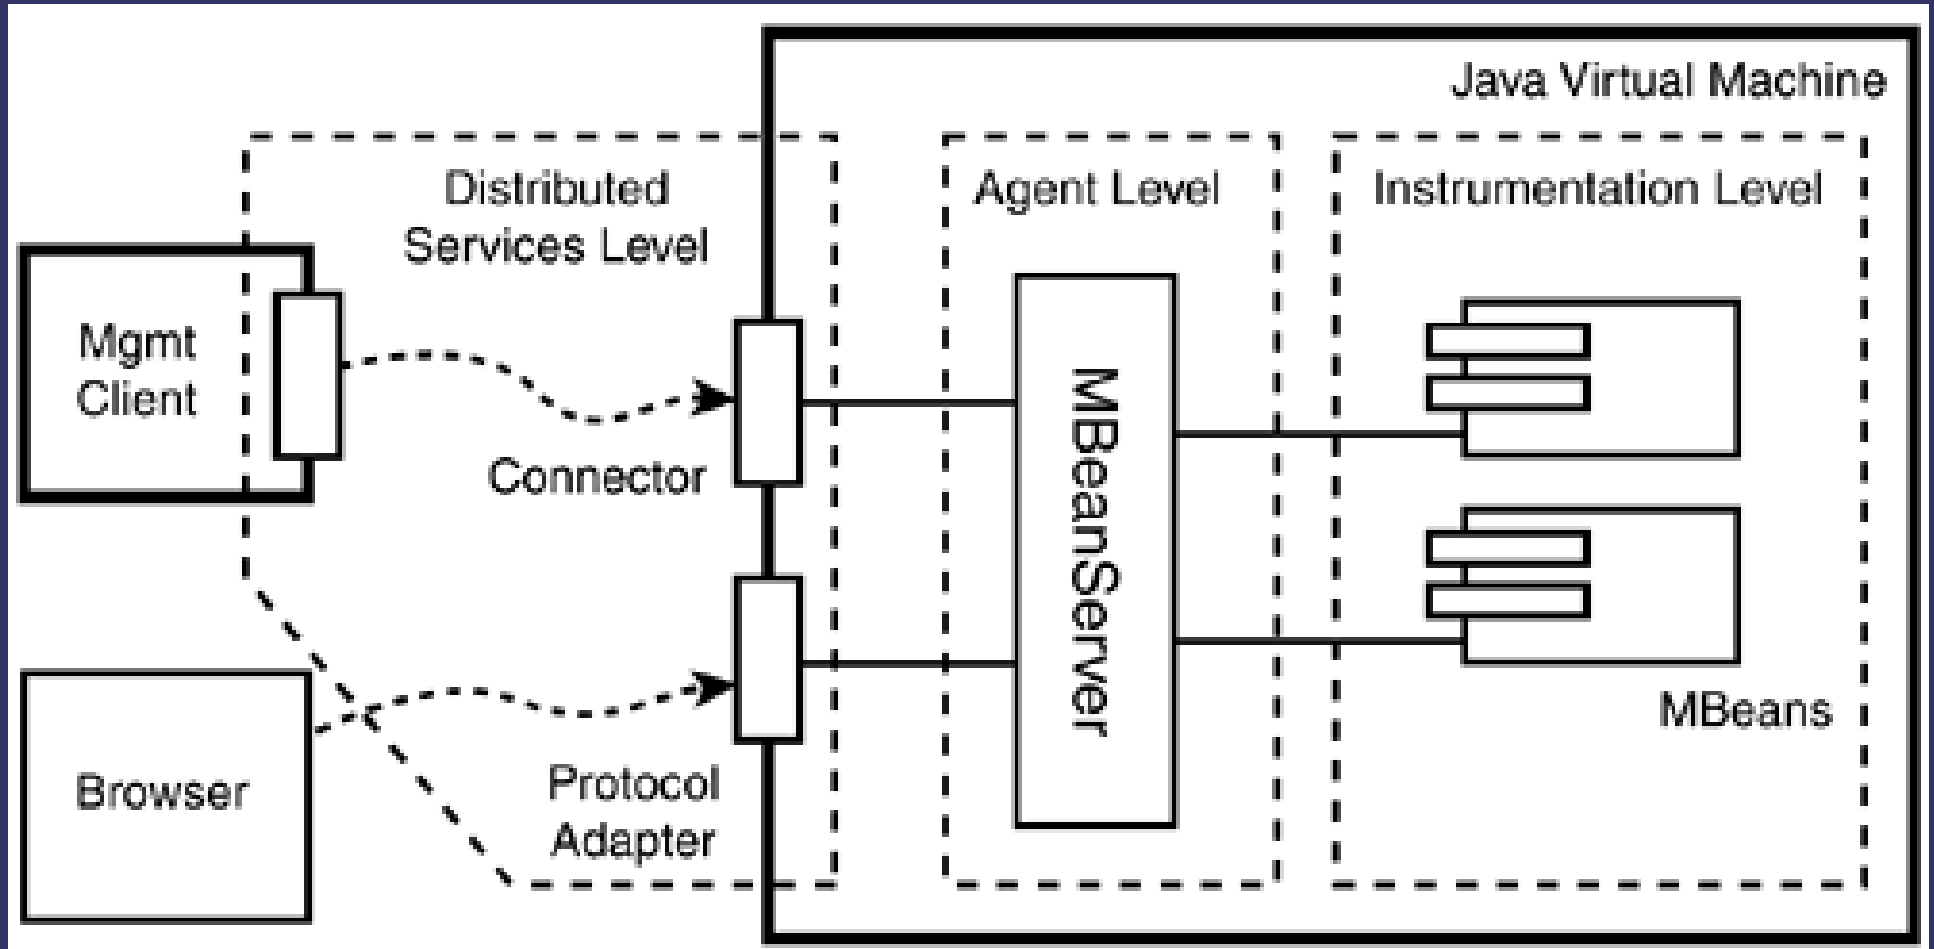 Java Virtual Machine
Distributed
Services Level
Agent Level
Instrumentation Level
Mgmt
Client
Connector
MBeanServer
MBeans
Browser
Protocol
Adapter